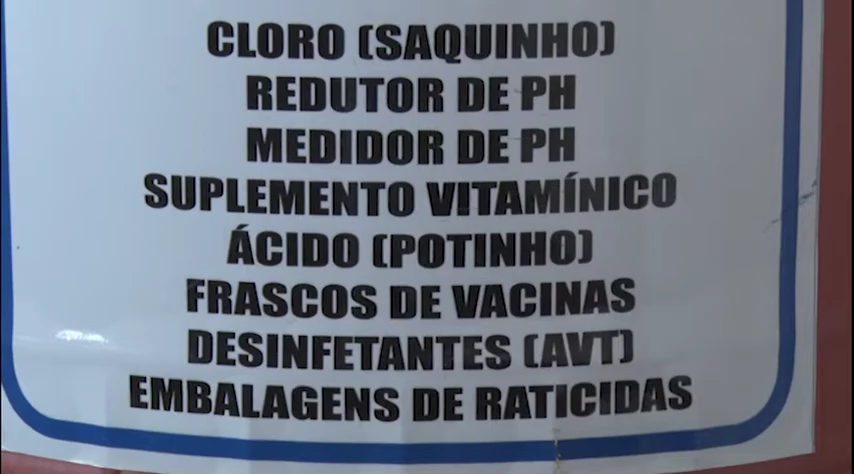 CLORO (SAQUINHO)
REDUTOR DE PH
MEDIDOR DE PH
SUPLEMENTO VITAMÍNICO
ÁCIDO (POTINHO)
FRASCOS DE VACINAS
DESINFETANTES (AVT)
EMBALAGENS DE RATICIDAS